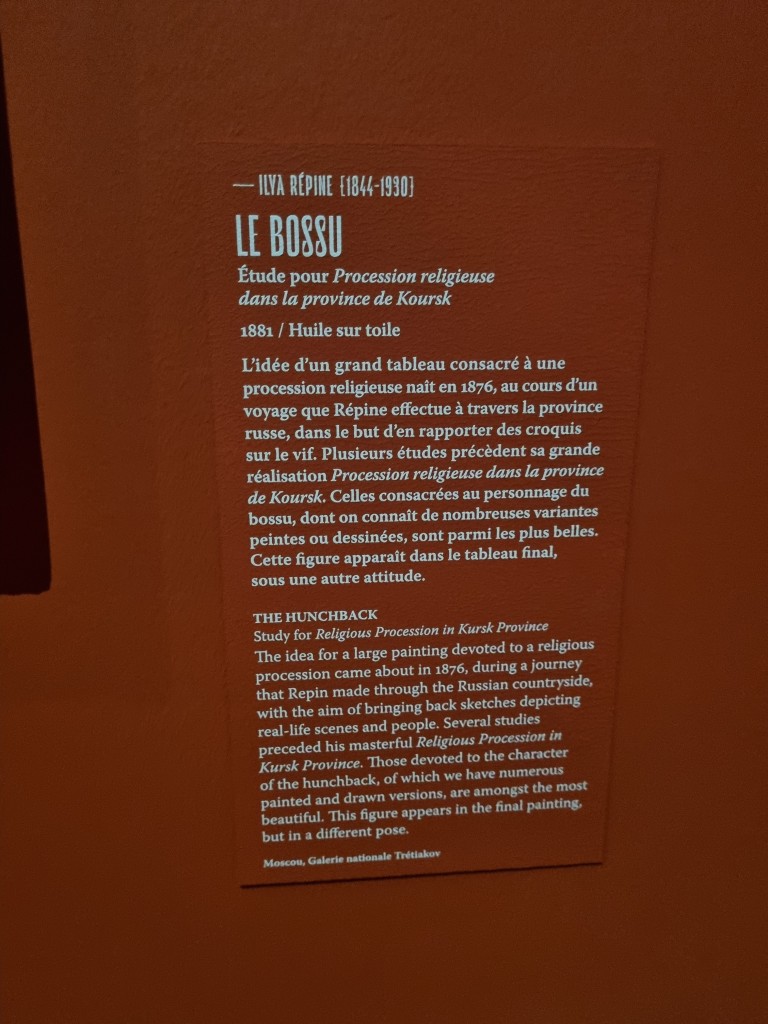 — ILYA RÉPINE {1844-1930}
LE BOSSU
Étude pour Procession religieuse
dans la province de Koursk
1881 / Huile sur toile
L'idée d'un grand tableau consacré à une
procession religieuse naît en 1876, au cours d'un
voyage que Répine effectue à travers la province
russe, dans le but d'en rapporter des croquis
sur le vif. Plusieurs études précèdent sa grande
réalisation Procession religieuse dans la province
de Koursk. Celles consacrées au personnage du
bossu, dont on connaît de nombreuses variantes
peintes ou dessinées, sont parmi les plus belles.
Cette figure apparaît dans le tableau final,
sous une autre attitude.
THE HUNCHBACK
Study for Religious Procession in Kursk Province
The idea for a large painting devoted to a religious
procession came about in 1876, during a journey
that Repin made through the Russian countryside,
with the aim of bringing back sketches depicting
real-life scenes and people. Several studies
preceded his masterful Religious Procession in
Kursk Province. Those devoted to the character
of the hunchback, of which we have numerous
painted and drawn versions, are amongst the most
beautiful. This figure appears in the final painting,
but in a different pose.
Moscou, Galerie nationale Trétiakov